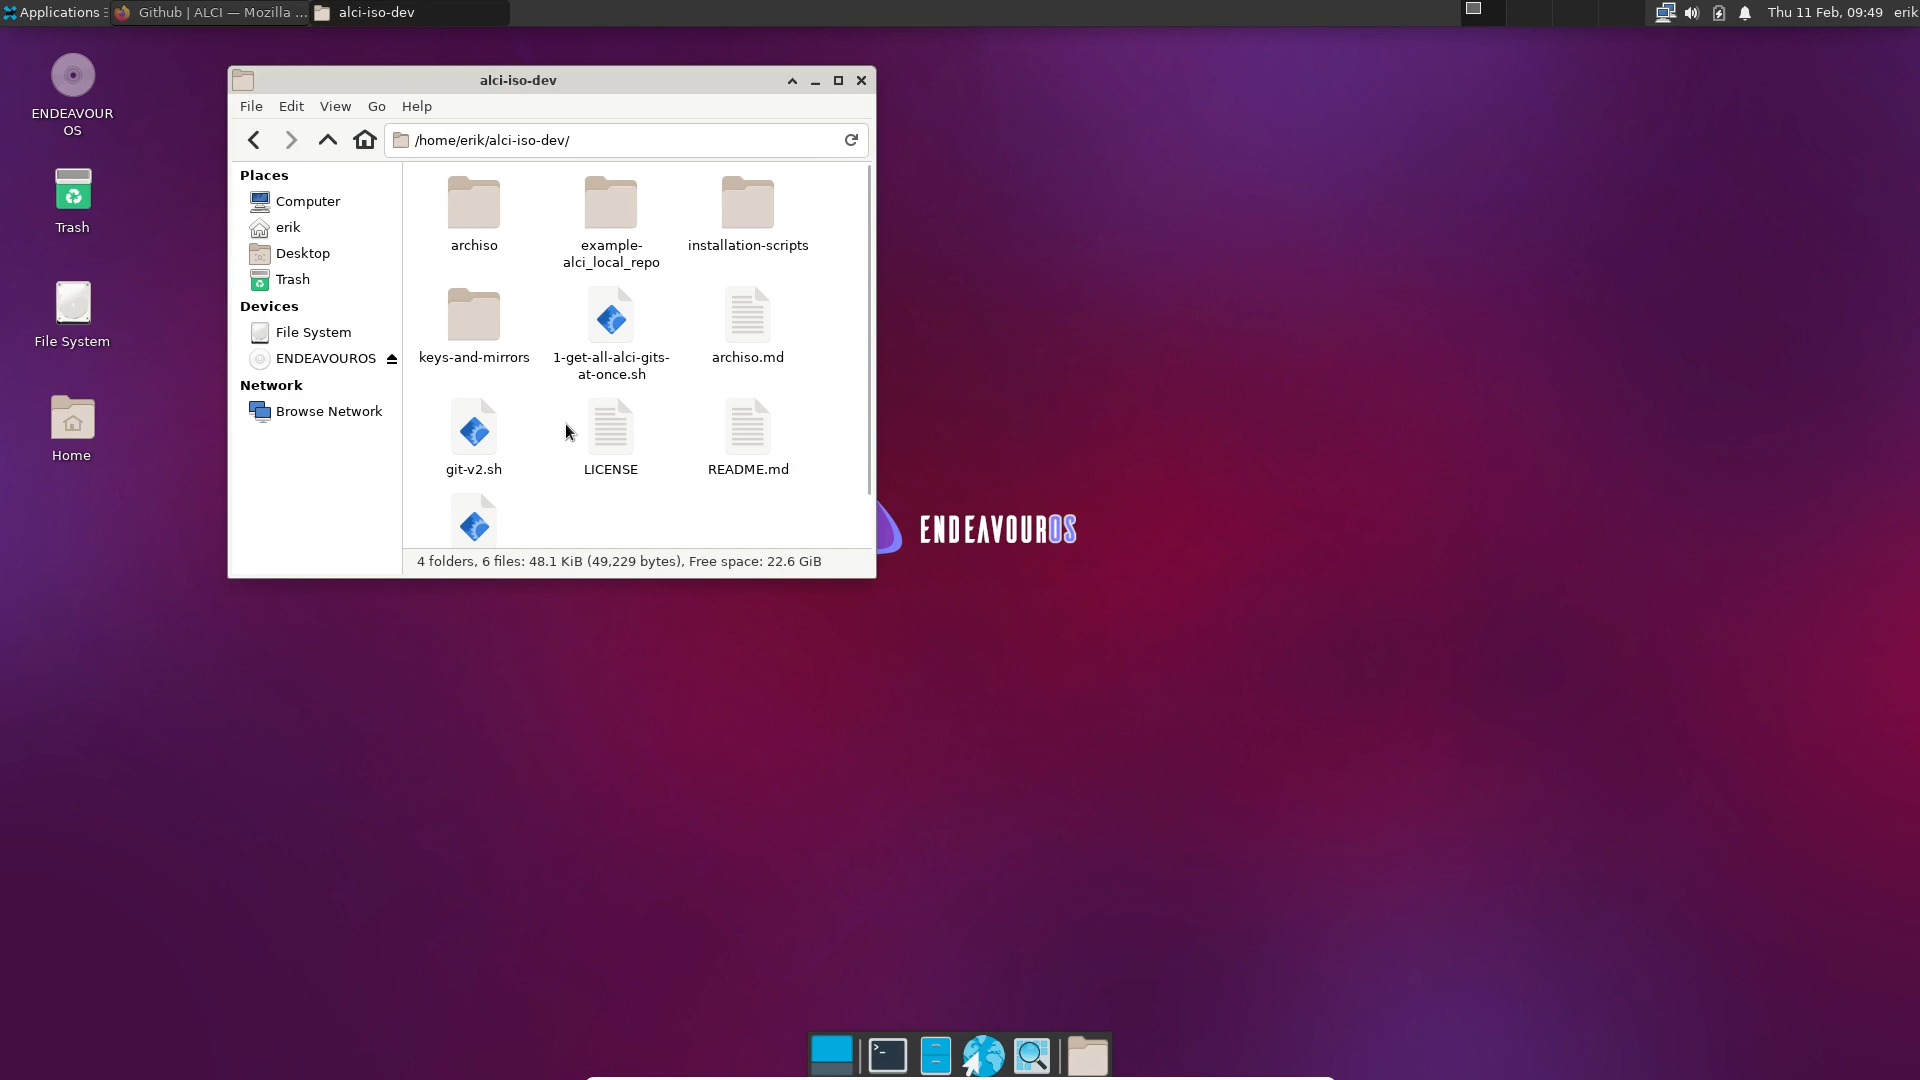 Applications
Github | ALCI — Mozilla ...
alci-iso-dev
Thu 11 Feb, 09:49
erik
ENDEAVOUR
OS
Trash
File System
Home
alci-iso-dev
File
Edit
View
Go
Help
/home/erik/alci-iso-dev/
Places
Computer
erik
Desktop
Trash
Devices
File System
ENDEAVOUROS
Network
Browse Network
archiso
example-
alci_local_repo
installation-scripts
keys-and-mirrors
1-get-all-alci-gits-
at-once.sh
archiso.md
git-v2.sh
LICENSE
README.md
4 folders, 6 files: 48.1 KiB (49,229 bytes), Free space: 22.6 GiB
ENDEAVOUROS